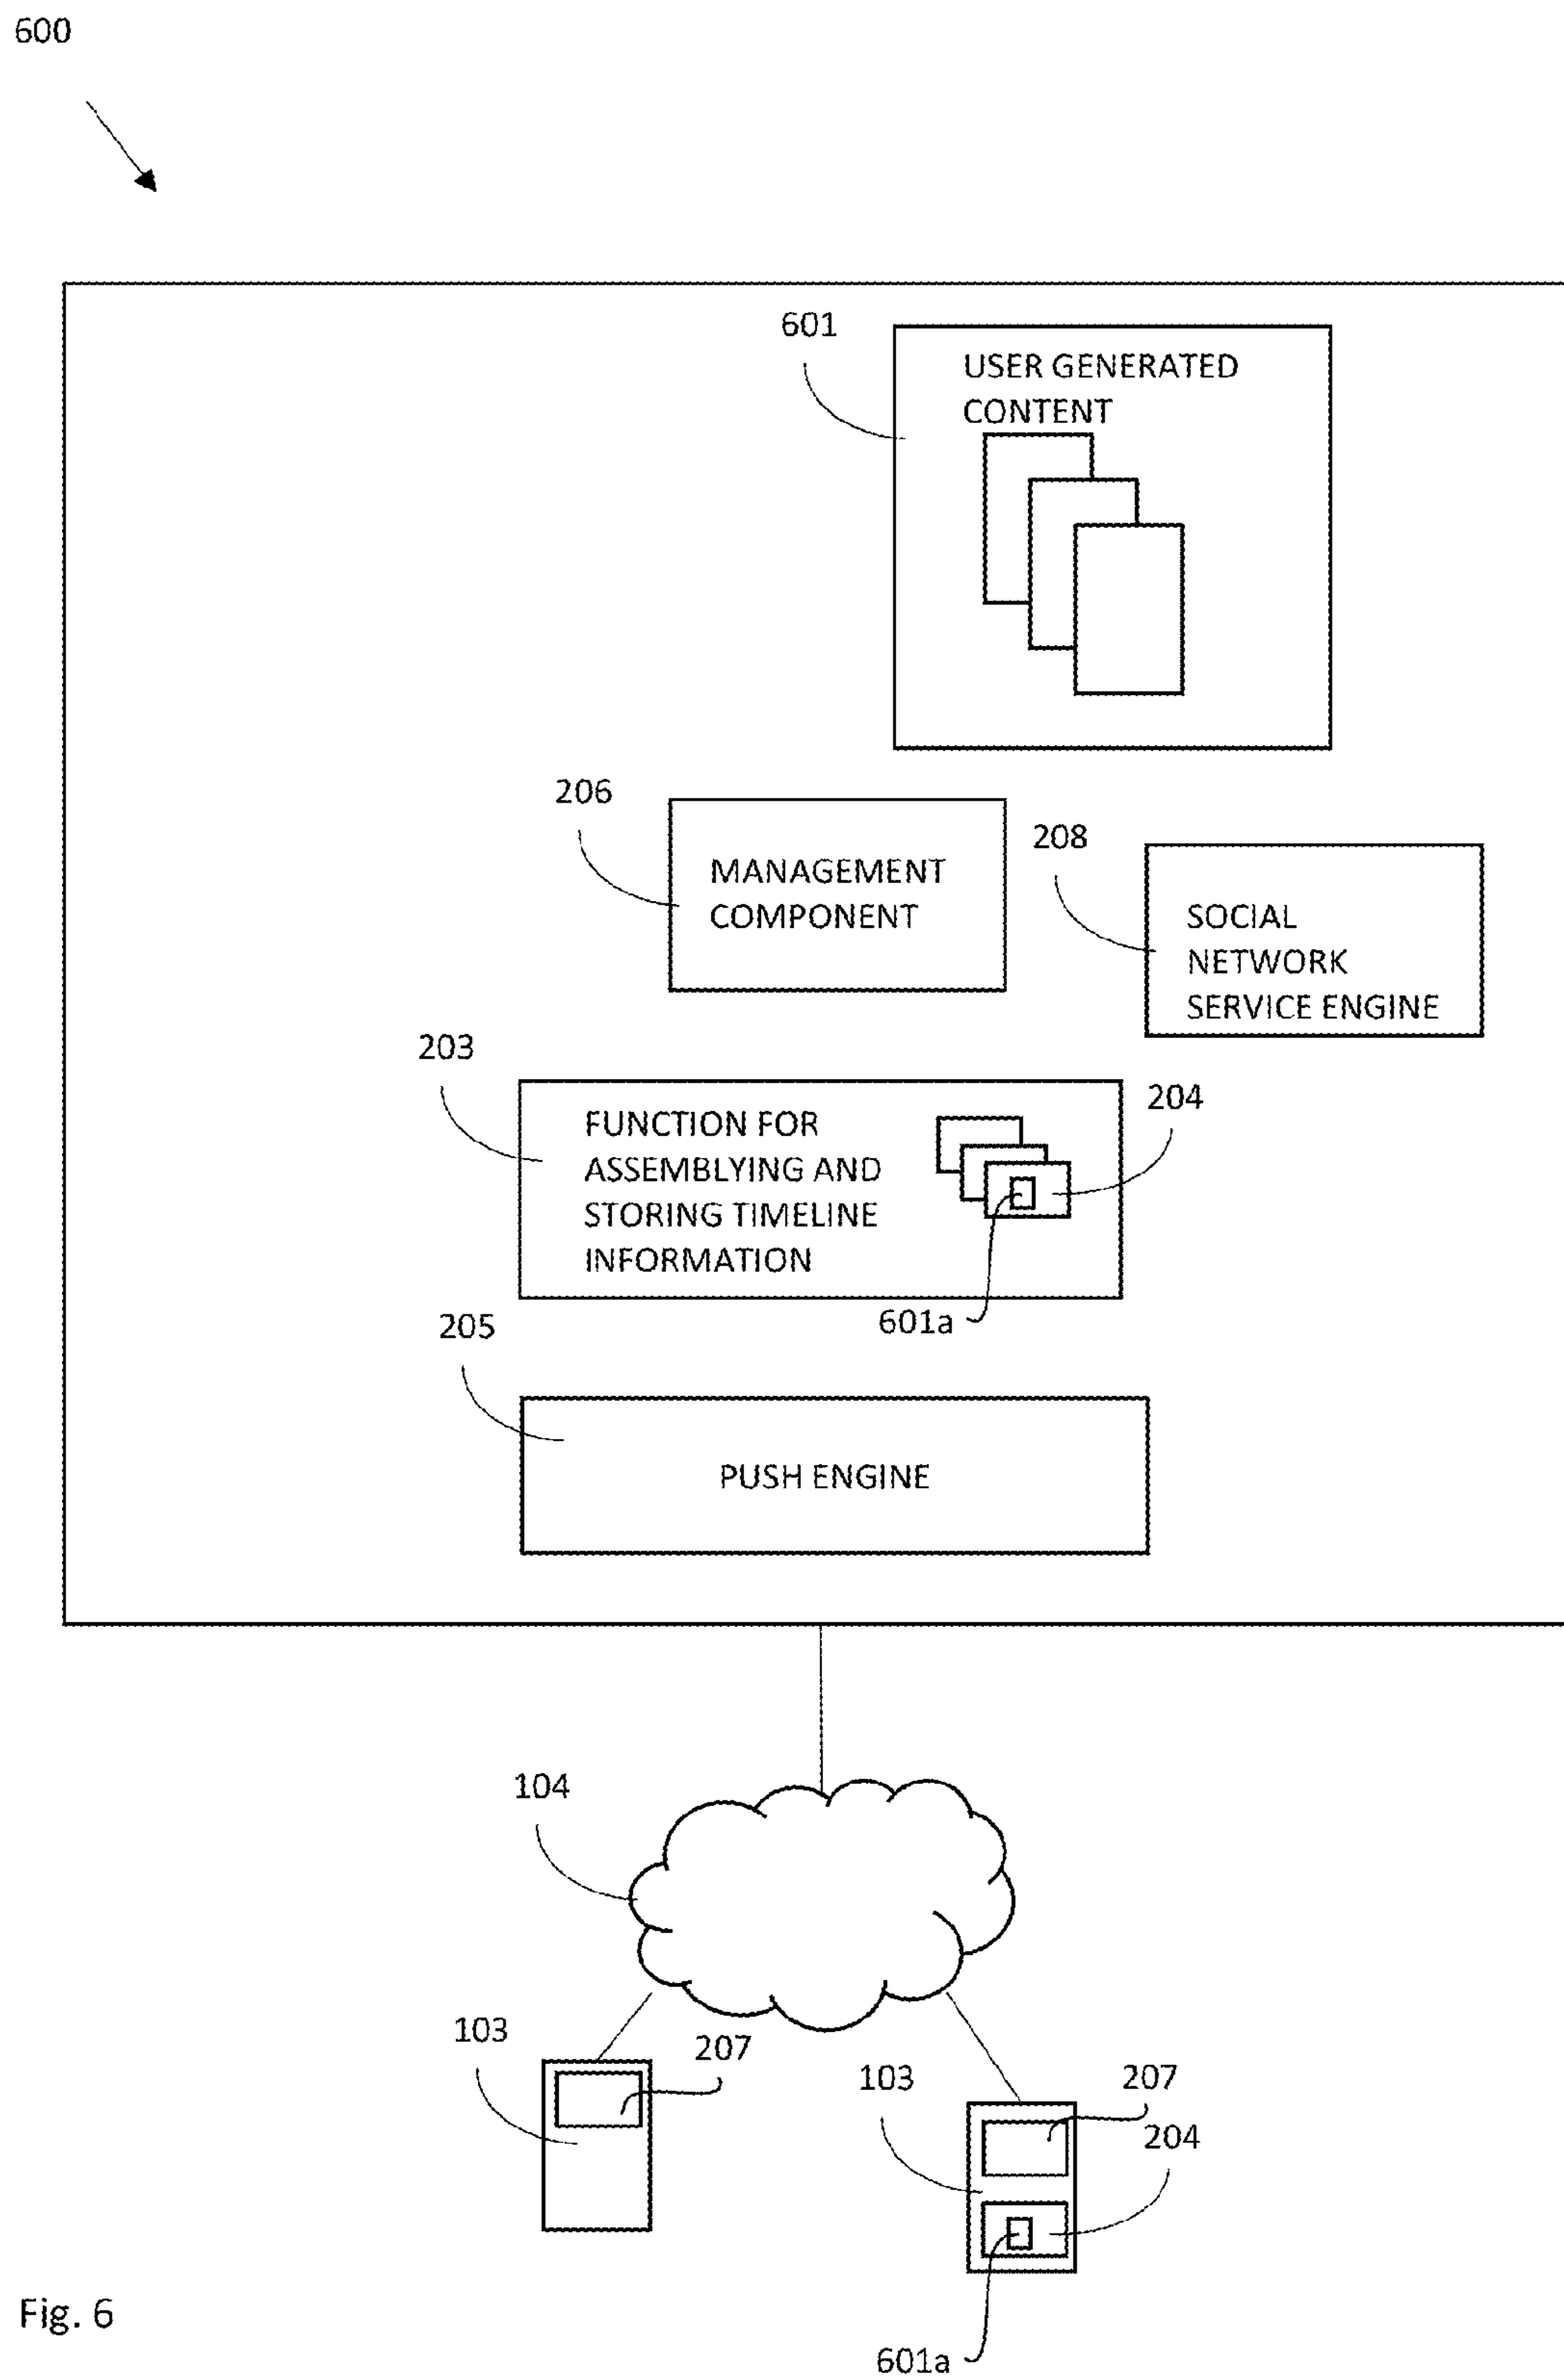 600
601
USER GENERATED
CONTENT
206
MANAGEMENT
COMPONENT
208
SOCIAL
NETWORK
SERVICE ENGINE
203
FUNCTION FOR
ASSEMBLYING AND
STORING TIMELINE
INFORMATION
204
601a
205
PUSH ENGINE
104
103
207
103
207
204
601a
Fig. 6